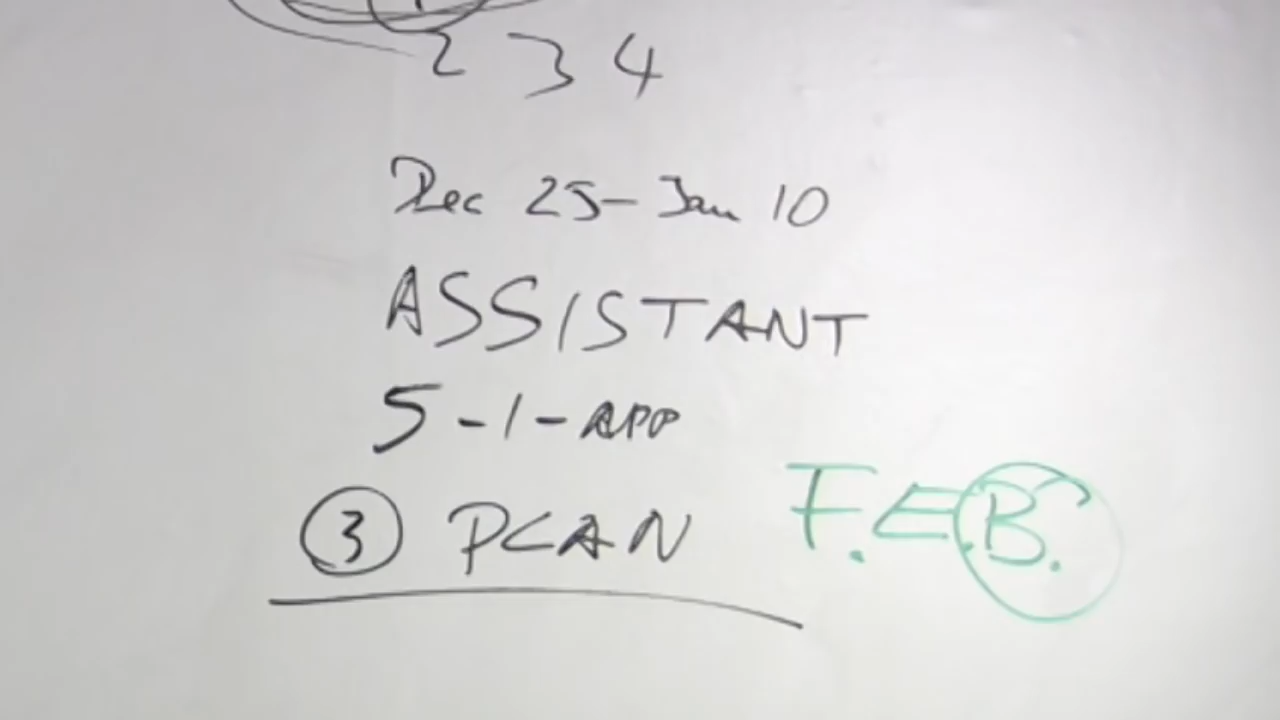 2 3 4
Dec 25-Jan 10
ASSISTANT
5-1-APP
3 PLAN F.E.B.